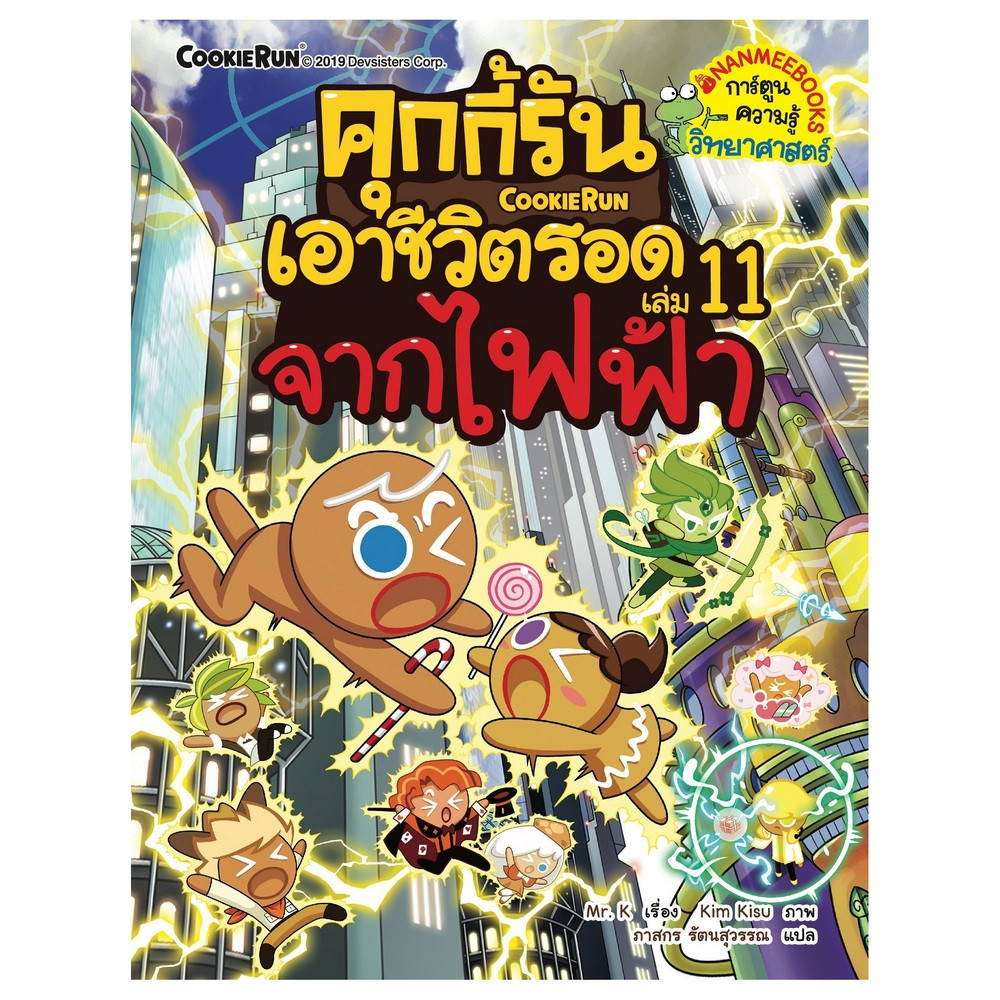 COOKIERUN® © 2019 Devsisters Corp.
NANMEEBOOKS
การ์ตูน
ความรู้
วิทยาศาสตร์
คุกกี้รัน
COOKIERUN
เอาชีวิตรอด
เล่ม 11
จากไฟฟ้า
Mr. K เรื่อง Kim Kisu ภาพ
ภาสกร รัตนสุวรรณ แปล